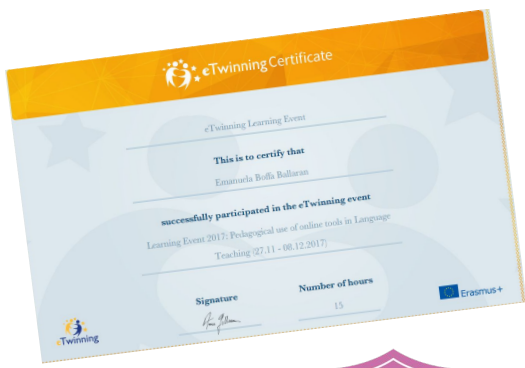 eTwinning Certificate
eTwinning Learning Event
This is to certify that
Emanuela Boffa Ballaran
successfully participated in the eTwinning event
Learning Event 2017: Pedagogical use of online tools in Language
Teaching (27.11 - 08.12.2017)
Signature
Number of hours
15
eTwinning
Erasmus+